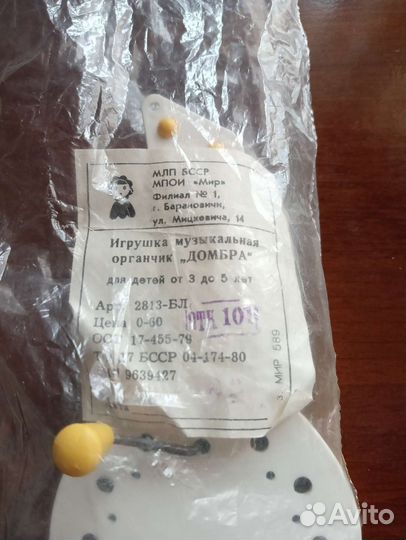 МЛП БССР
МПОИ «Мир»
Филиал № 1,
г. Барановичи,
ул. Мицкевича, 14
Игрушка музыкальная
органчик „ДОМБРА"
для детей от 3 до 5 лет
Арт. 2813-БЛ
Цена 0-60
ОТК 10
ОСТ 17-455-79
ТУ 17 БССР 04-174-80
9639427
з. МИР 589
Avito